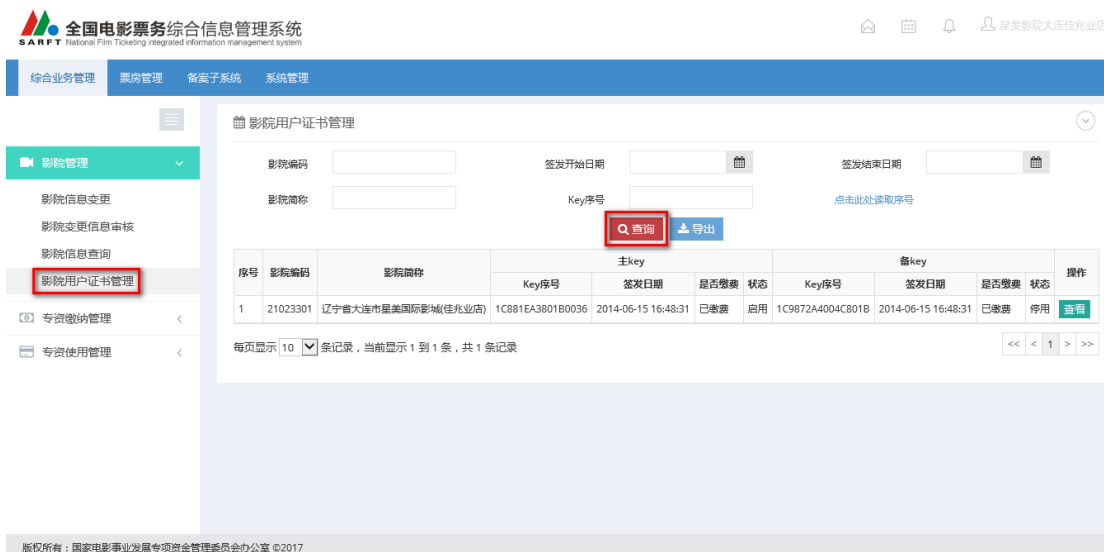 全国电影票务综合信息管理系统
SARFT National Film Ticketing integrated information management system
星美影院大连佳兆业店
综合业务管理 票房管理 备案子系统 系统管理
影院用户证书管理
影院管理
影院信息变更
影院变更信息审核
影院信息查询
影院用户证书管理
专资缴纳管理
专资使用管理
影院编码 签发开始日期 签发结束日期
影院简称 Key序号 点击此处读取序号
查询 导出
序号 影院编码 影院简称 主key 备key 操作
Key序号 签发日期 是否缴费 状态 Key序号 签发日期 是否缴费 状态
1 21023301 辽宁省大连市星美国际影城(佳兆业店) 1C881EA3801B0036 2014-06-15 16:48:31 已缴费 启用 1C9872A4004C801B 2014-06-15 16:48:31 已缴费 停用 查看
每页显示 10 条记录，当前显示 1 到 1 条，共 1 条记录
<< < 1 > >>
版权所有：国家电影事业发展专项资金管理委员会办公室 ©2017